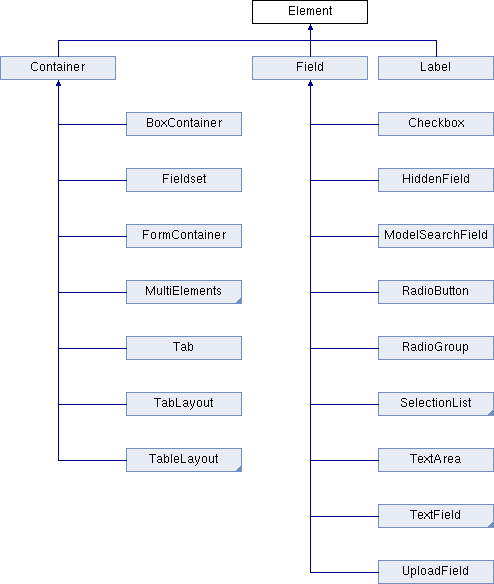 Element
Container
Field
Label
BoxContainer
Checkbox
Fieldset
HiddenField
FormContainer
ModelSearchField
MultiElements
RadioButton
Tab
RadioGroup
TabLayout
SelectionList
TableLayout
TextArea
TextField
UploadField